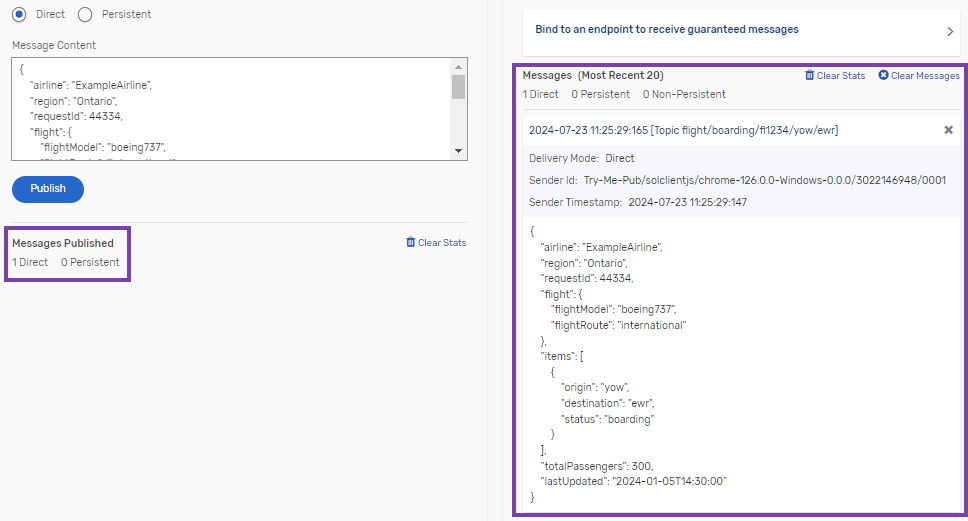 Direct Persistent
Message Content
{
"airline": "ExampleAirline",
"region": "Ontario",
"requestId": 44334,
"flight": {
"flightModel": "boeing737",
Publish
Messages Published
Clear Stats
1 Direct 0 Persistent
Bind to an endpoint to receive guaranteed messages
Messages (Most Recent 20)
Clear Stats
Clear Messages
1 Direct 0 Persistent 0 Non-Persistent
2024-07-23 11:25:29:165 [Topic flight/boarding/fl1234/yow/ewr]
Delivery Mode: Direct
Sender Id: Try-Me-Pub/solclientjs/chrome-126.0.0-Windows-0.0.0/3022146948/0001
Sender Timestamp: 2024-07-23 11:25:29:147
{
"airline": "ExampleAirline",
"region": "Ontario",
"requestId": 44334,
"flight": {
"flightModel": "boeing737",
"flightRoute": "international"
},
"items": [
{
"origin": "yow",
"destination": "ewr",
"status": "boarding"
}
],
"totalPassengers": 300,
"lastUpdated": "2024-01-05T14:30:00"
}